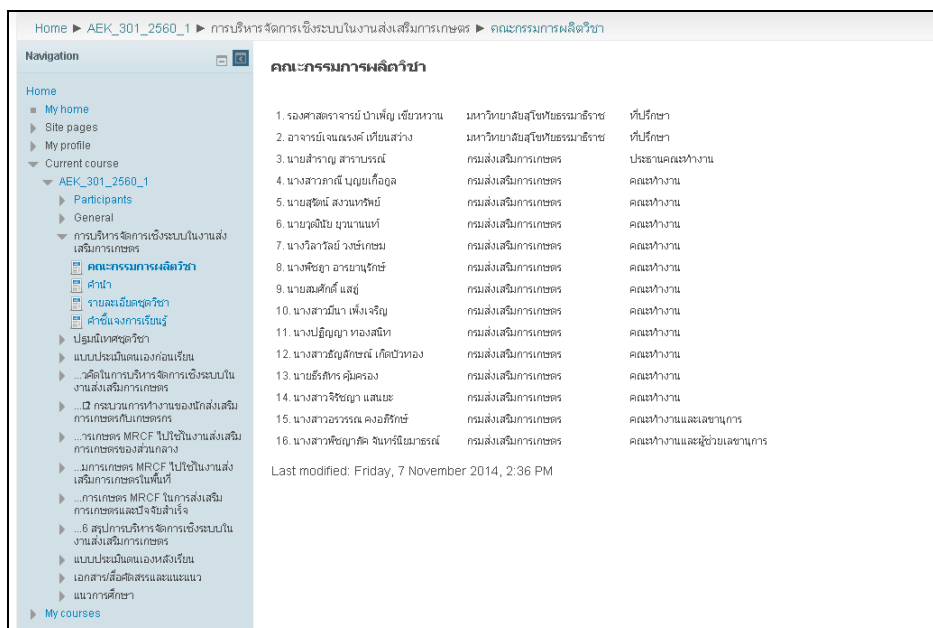 Home ► AEK_301_2560_1 ► การบริหารจัดการเชิงระบบในงานส่งเสริมการเกษตร ► คณะกรรมการผลิตวิชา
Navigation
Home
My home
Site pages
My profile
Current course
AEK_301_2560_1
Participants
General
การบริหารจัดการเชิงระบบในงานส่ง
เสริมการเกษตร
คณะกรรมการผลิตวิชา
คำนำ
รายละเอียดชุดวิชา
คำชี้แจงการเรียนรู้
ปฐมนิเทศชุดวิชา
แบบประเมินตนเองก่อนเรียน
...วคิดในการบริหารจัดการเชิงระบบใน
งานส่งเสริมการเกษตร
กระบวนการทำงานของนักส่งเสริม
การเกษตรกับเกษตรกร
...ารเกษตร MRCF ไปใช้ในงานส่งเสริม
การเกษตรของส่วนกลาง
...มการเกษตร MRCF ไปใช้ในงานส่ง
เสริมการเกษตรในพื้นที่
...การเกษตร MRCF ในการส่งเสริม
การเกษตรและปัจจัยสำเร็จ
...6 สรุปการบริหารจัดการเชิงระบบใน
งานส่งเสริมการเกษตร
แบบประเมินตนเองหลังเรียน
เอกสาร/สื่อคัดสรรและแนะแนว
แนวการศึกษา
My courses
คณะกรรมการผลิตวิชา
1. รองศาสตราจารย์ บำเพ็ญ เขียวหวาน มหาวิทยาลัยสุโขทัยธรรมาธิราช ที่ปรึกษา
2. อาจารย์เจนณรงค์ เทียนสว่าง มหาวิทยาลัยสุโขทัยธรรมาธิราช ที่ปรึกษา
3. นายสำราญ สาราบรรณ์ กรมส่งเสริมการเกษตร ประธานคณะทำงาน
4. นางสาวภาณี บุณยเกื้อกูล กรมส่งเสริมการเกษตร คณะทำงาน
5. นายสุรัตน์ สงวนทรัพย์ กรมส่งเสริมการเกษตร คณะทำงาน
6. นายวุฒินัย ยุวนานนท์ กรมส่งเสริมการเกษตร คณะทำงาน
7. นางวิลาวัลย์ วงษ์เกษม กรมส่งเสริมการเกษตร คณะทำงาน
8. นางพิชฎา อารยานุรักษ์ กรมส่งเสริมการเกษตร คณะทำงาน
9. นายสมศักดิ์ แสงู่ กรมส่งเสริมการเกษตร คณะทำงาน
10. นางสาวมีนา เพ็งเจริญ กรมส่งเสริมการเกษตร คณะทำงาน
11. นางปฏิญญา ทองสนิท กรมส่งเสริมการเกษตร คณะทำงาน
12. นางสาวธัญลักษณ์ เกิดบัวทอง กรมส่งเสริมการเกษตร คณะทำงาน
13. นายธีรภัทร คุ้มครอง กรมส่งเสริมการเกษตร คณะทำงาน
14. นางสาวจิรัชญา แสนยะ กรมส่งเสริมการเกษตร คณะทำงาน
15. นางสาวอรวรรณ คงอภิรักษ์ กรมส่งเสริมการเกษตร คณะทำงานและเลขานุการ
16. นางสาวพิชญาภัค จันทร์นิยมาธรณ์ กรมส่งเสริมการเกษตร คณะทำงานและผู้ช่วยเลขานุการ
Last modified: Friday, 7 November 2014, 2:36 PM